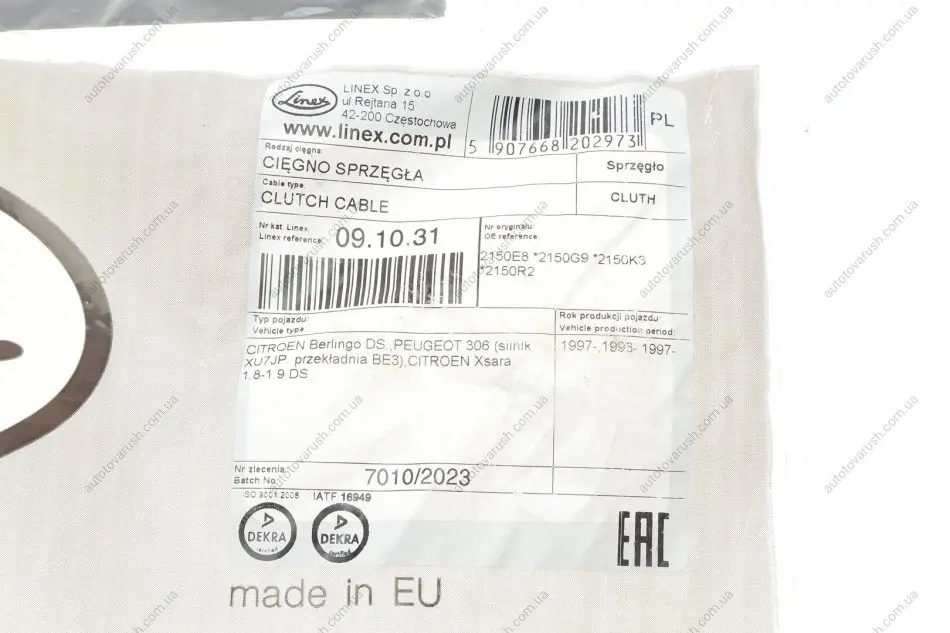 Linex
LINEX Sp. z o.o
ul.Rejtana 15
42-200 Częstochowa
www.linex.com.pl
5 907668 202973
PL
Rodzaj cięgna:
CIĘGNO SPRZĘGŁA
Sprzęgło
Cable type:
CLUTCH CABLE
CLUTH
Nr kat. Linex:
Linex reference:
09.10.31
Nr oryginału
OE reference
2150E8 *2150G9 *2150K3
*2150R2
Typ pojazdu:
Vehicle type
Rok produkcji pojazdu
Vehicle production period:
CITROEN Berlingo DS.,PEUGEOT 306 (silnik
XU7JP przekładnia BE3),CITROEN Xsara
1.8-1.9 DS
1997-,1993- 1997-
Nr zlecenia:
Batch No:
7010/2023
ISO 9001:2008
IATF 16949
DEKRA
certified
DEKRA
certified
EAC
made in EU
autotovarush.com.ua